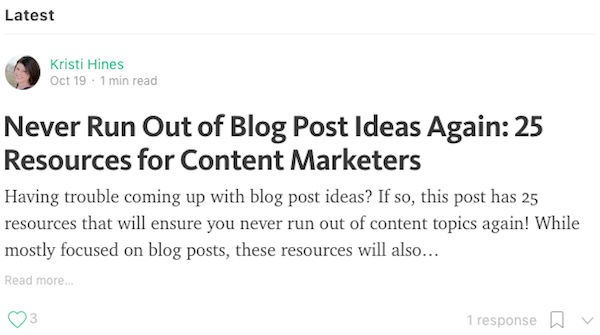 Latest
Kristi Hines
Oct 19 · 1 min read
Never Run Out of Blog Post Ideas Again: 25
Resources for Content Marketers
Having trouble coming up with blog post ideas? If so, this post has 25
resources that will ensure you never run out of content topics again! While
mostly focused on blog posts, these resources will also…
Read more…
3
1 response